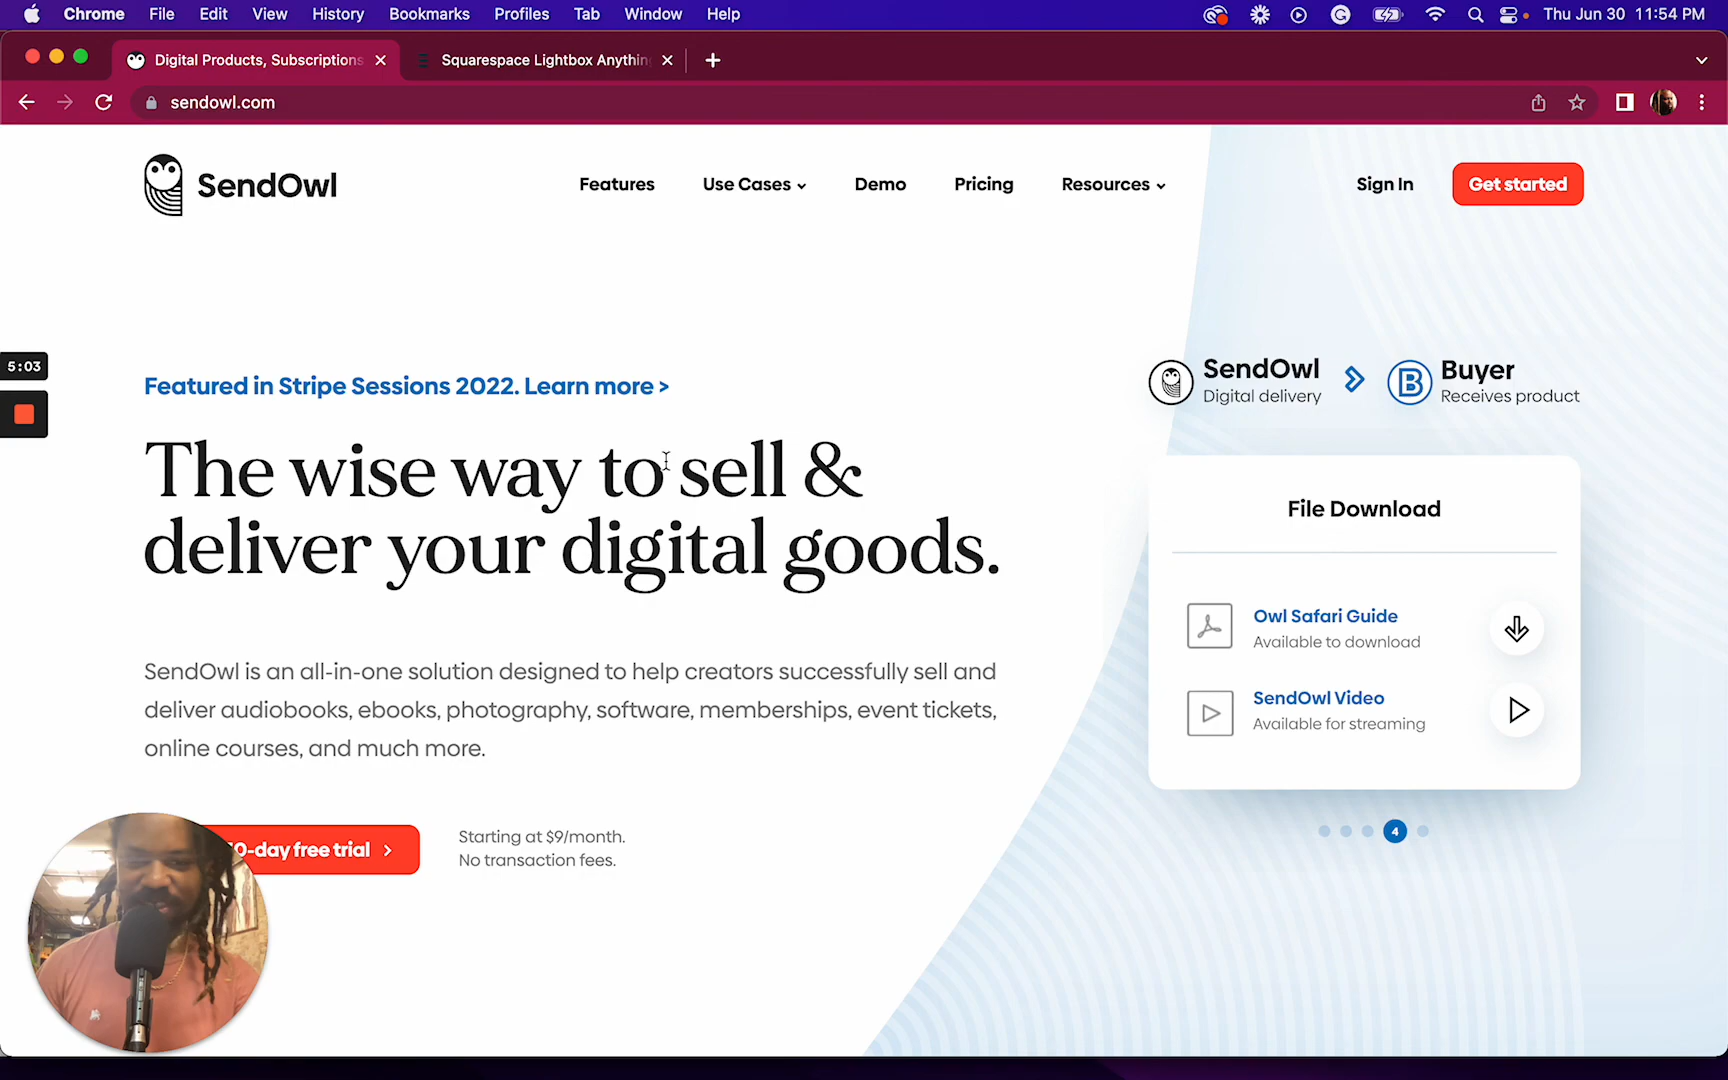 Chrome File Edit View History Bookmarks Profiles Tab Window Help Thu Jun 30 11:54 PM
Digital Products, Subscriptions Squarespace Lightbox Anything
sendowl.com
SendOwl Features Use Cases Demo Pricing Resources Sign In Get started
5:03
Featured in Stripe Sessions 2022. Learn more >
The wise way to sell &
deliver your digital goods.
SendOwl is an all-in-one solution designed to help creators successfully sell and
deliver audiobooks, ebooks, photography, software, memberships, event tickets,
online courses, and much more.
0-day free trial
Starting at $9/month.
No transaction fees.
SendOwl
Digital delivery
B
Buyer
Receives product
File Download
Owl Safari Guide
Available to download
SendOwl Video
Available for streaming
4